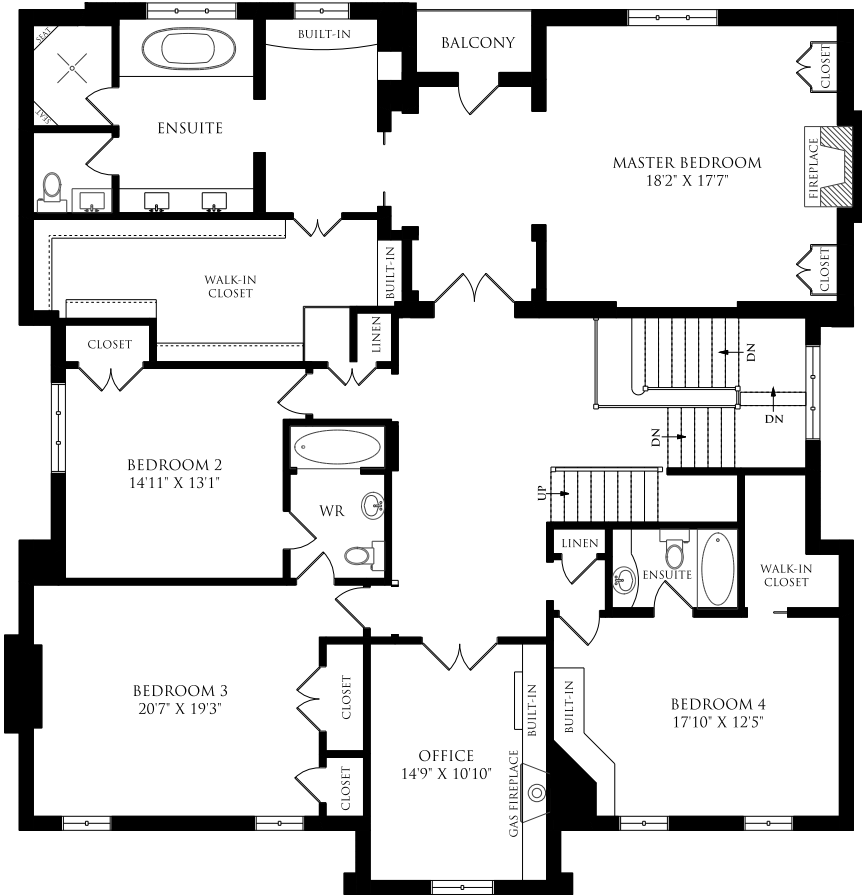 SEAT
BUILT-IN
BALCONY
CLOSET
SEAT
ENSUITE
MASTER BEDROOM
18'2" X 17'7"
FIREPLACE
WALK-IN
CLOSET
BUILT-IN
CLOSET
CLOSET
LINEN
DN
DN
DN
BEDROOM 2
14'11" X 13'1"
UP
WR
LINEN
ENSUITE
WALK-IN
CLOSET
BEDROOM 3
20'7" X 19'3"
CLOSET
BUILT-IN
BUILT-IN
BEDROOM 4
17'10" X 12'5"
OFFICE
14'9" X 10'10"
GAS FIREPLACE
CLOSET